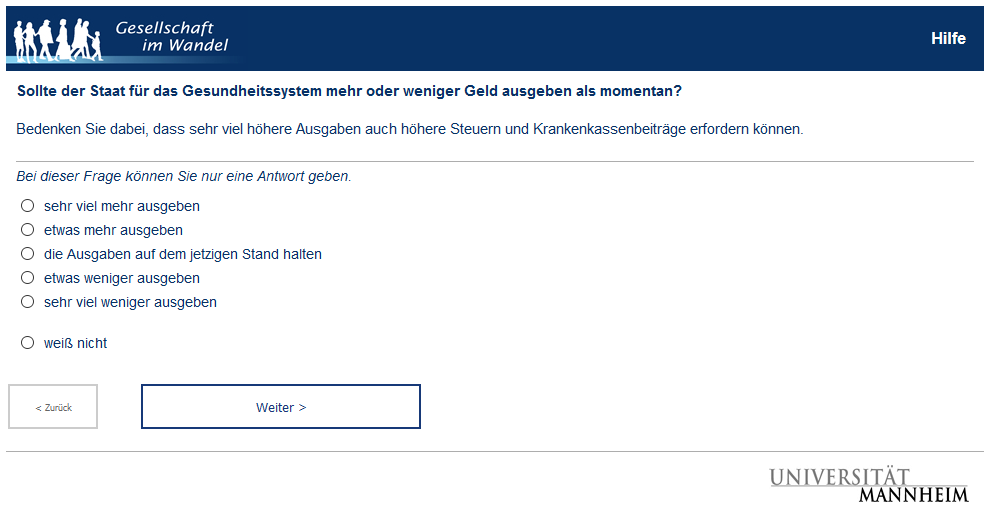 Gesellschaft
im Wandel
Hilfe
Sollte der Staat für das Gesundheitssystem mehr oder weniger Geld ausgeben als momentan?
Bedenken Sie dabei, dass sehr viel höhere Ausgaben auch höhere Steuern und Krankenkassenbeiträge erfordern können.
Bei dieser Frage können Sie nur eine Antwort geben.
sehr viel mehr ausgeben
etwas mehr ausgeben
die Ausgaben auf dem jetzigen Stand halten
etwas weniger ausgeben
sehr viel weniger ausgeben
weiß nicht
< Zurück
Weiter >
UNIVERSITÄT
MANNHEIM